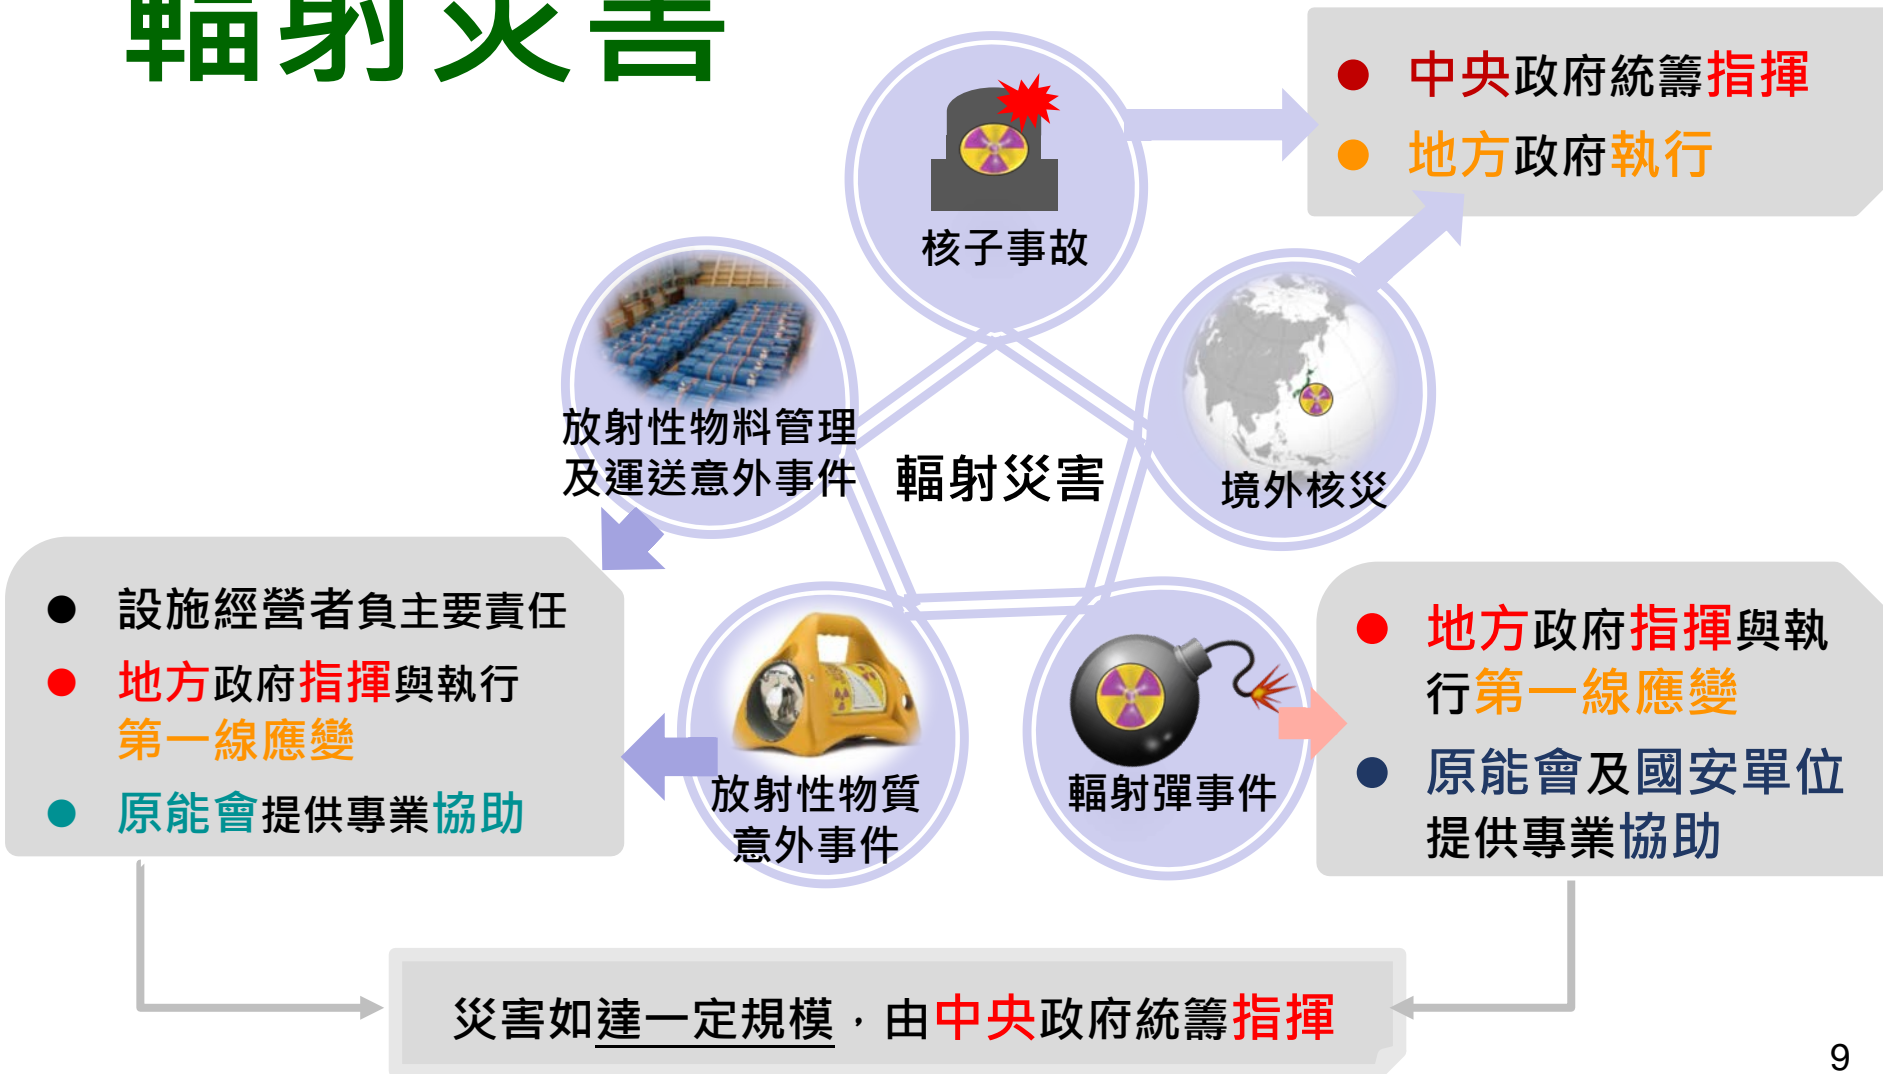 輻射災害
中央政府統籌指揮
地方政府執行
核子事故
放射性物料管理
及運送意外事件
輻射災害
境外核災
設施經營者負主要責任
地方政府指揮與執行
第一線應變
原能會提供專業協助
放射性物質
意外事件
輻射彈事件
地方政府指揮與執
行第一線應變
原能會及國安單位
提供專業協助
災害如達一定規模，由中央政府統籌指揮
9